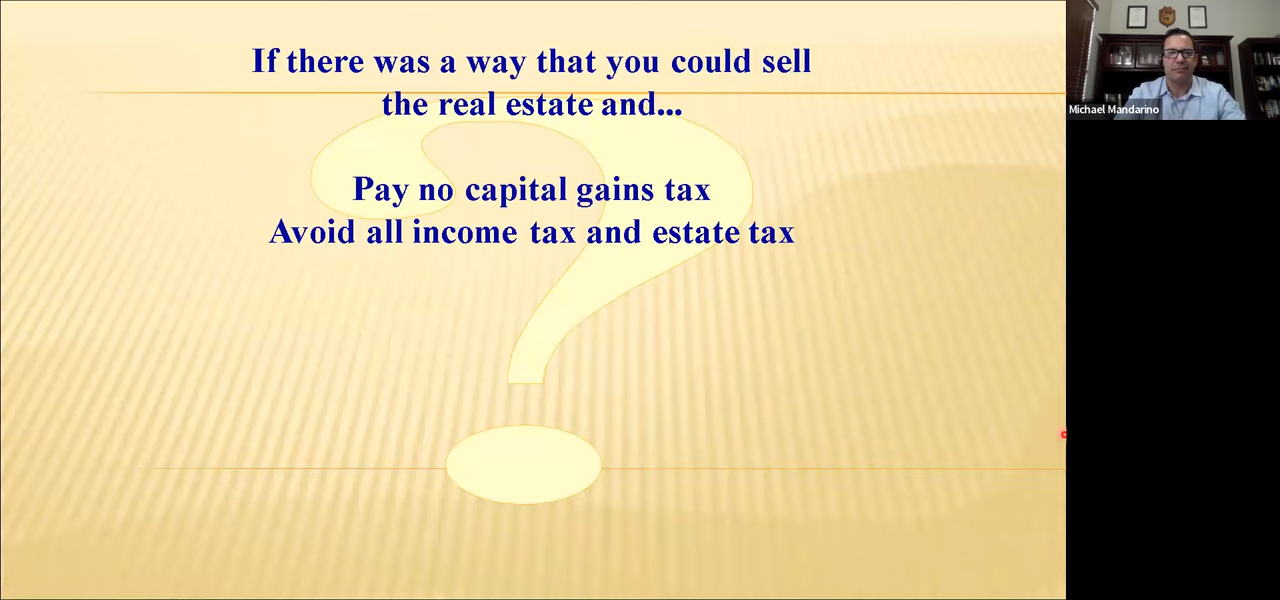 If there was a way that you could sell
the real estate and...
Pay no capital gains tax
Avoid all income tax and estate tax
Michael Mandarino